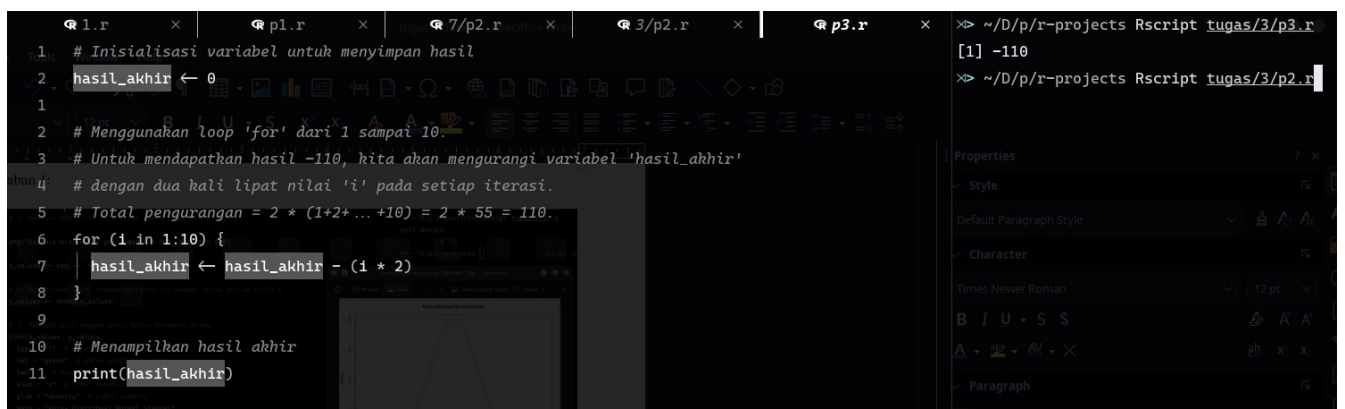 1.r × p1.r × 7/p2.r × 3/p2.r × p3.r ×
1 # Inisialisasi variabel untuk menyimpan hasil
2 hasil_akhir ← 0
1
2 # Menggunakan loop 'for' dari 1 sampai 10.
3 # Untuk mendapatkan hasil -110, kita akan mengurangi variabel 'hasil_akhir'
4 # dengan dua kali lipat nilai 'i' pada setiap iterasi.
5 # Total pengurangan = 2 * (1+2+...+10) = 2 * 55 = 110.
6 for (i in 1:10) {
7 hasil_akhir ← hasil_akhir - (i * 2)
8 }
9
10 # Menampilkan hasil akhir
11 print(hasil_akhir)
~/D/p/r-projects Rscript tugas/3/p3.r
[1] -110
~/D/p/r-projects Rscript tugas/3/p2.r
Properties
Style
Default Paragraph Style
Character
Times Newer Roman 12 pt
B I U S S
Paragraph